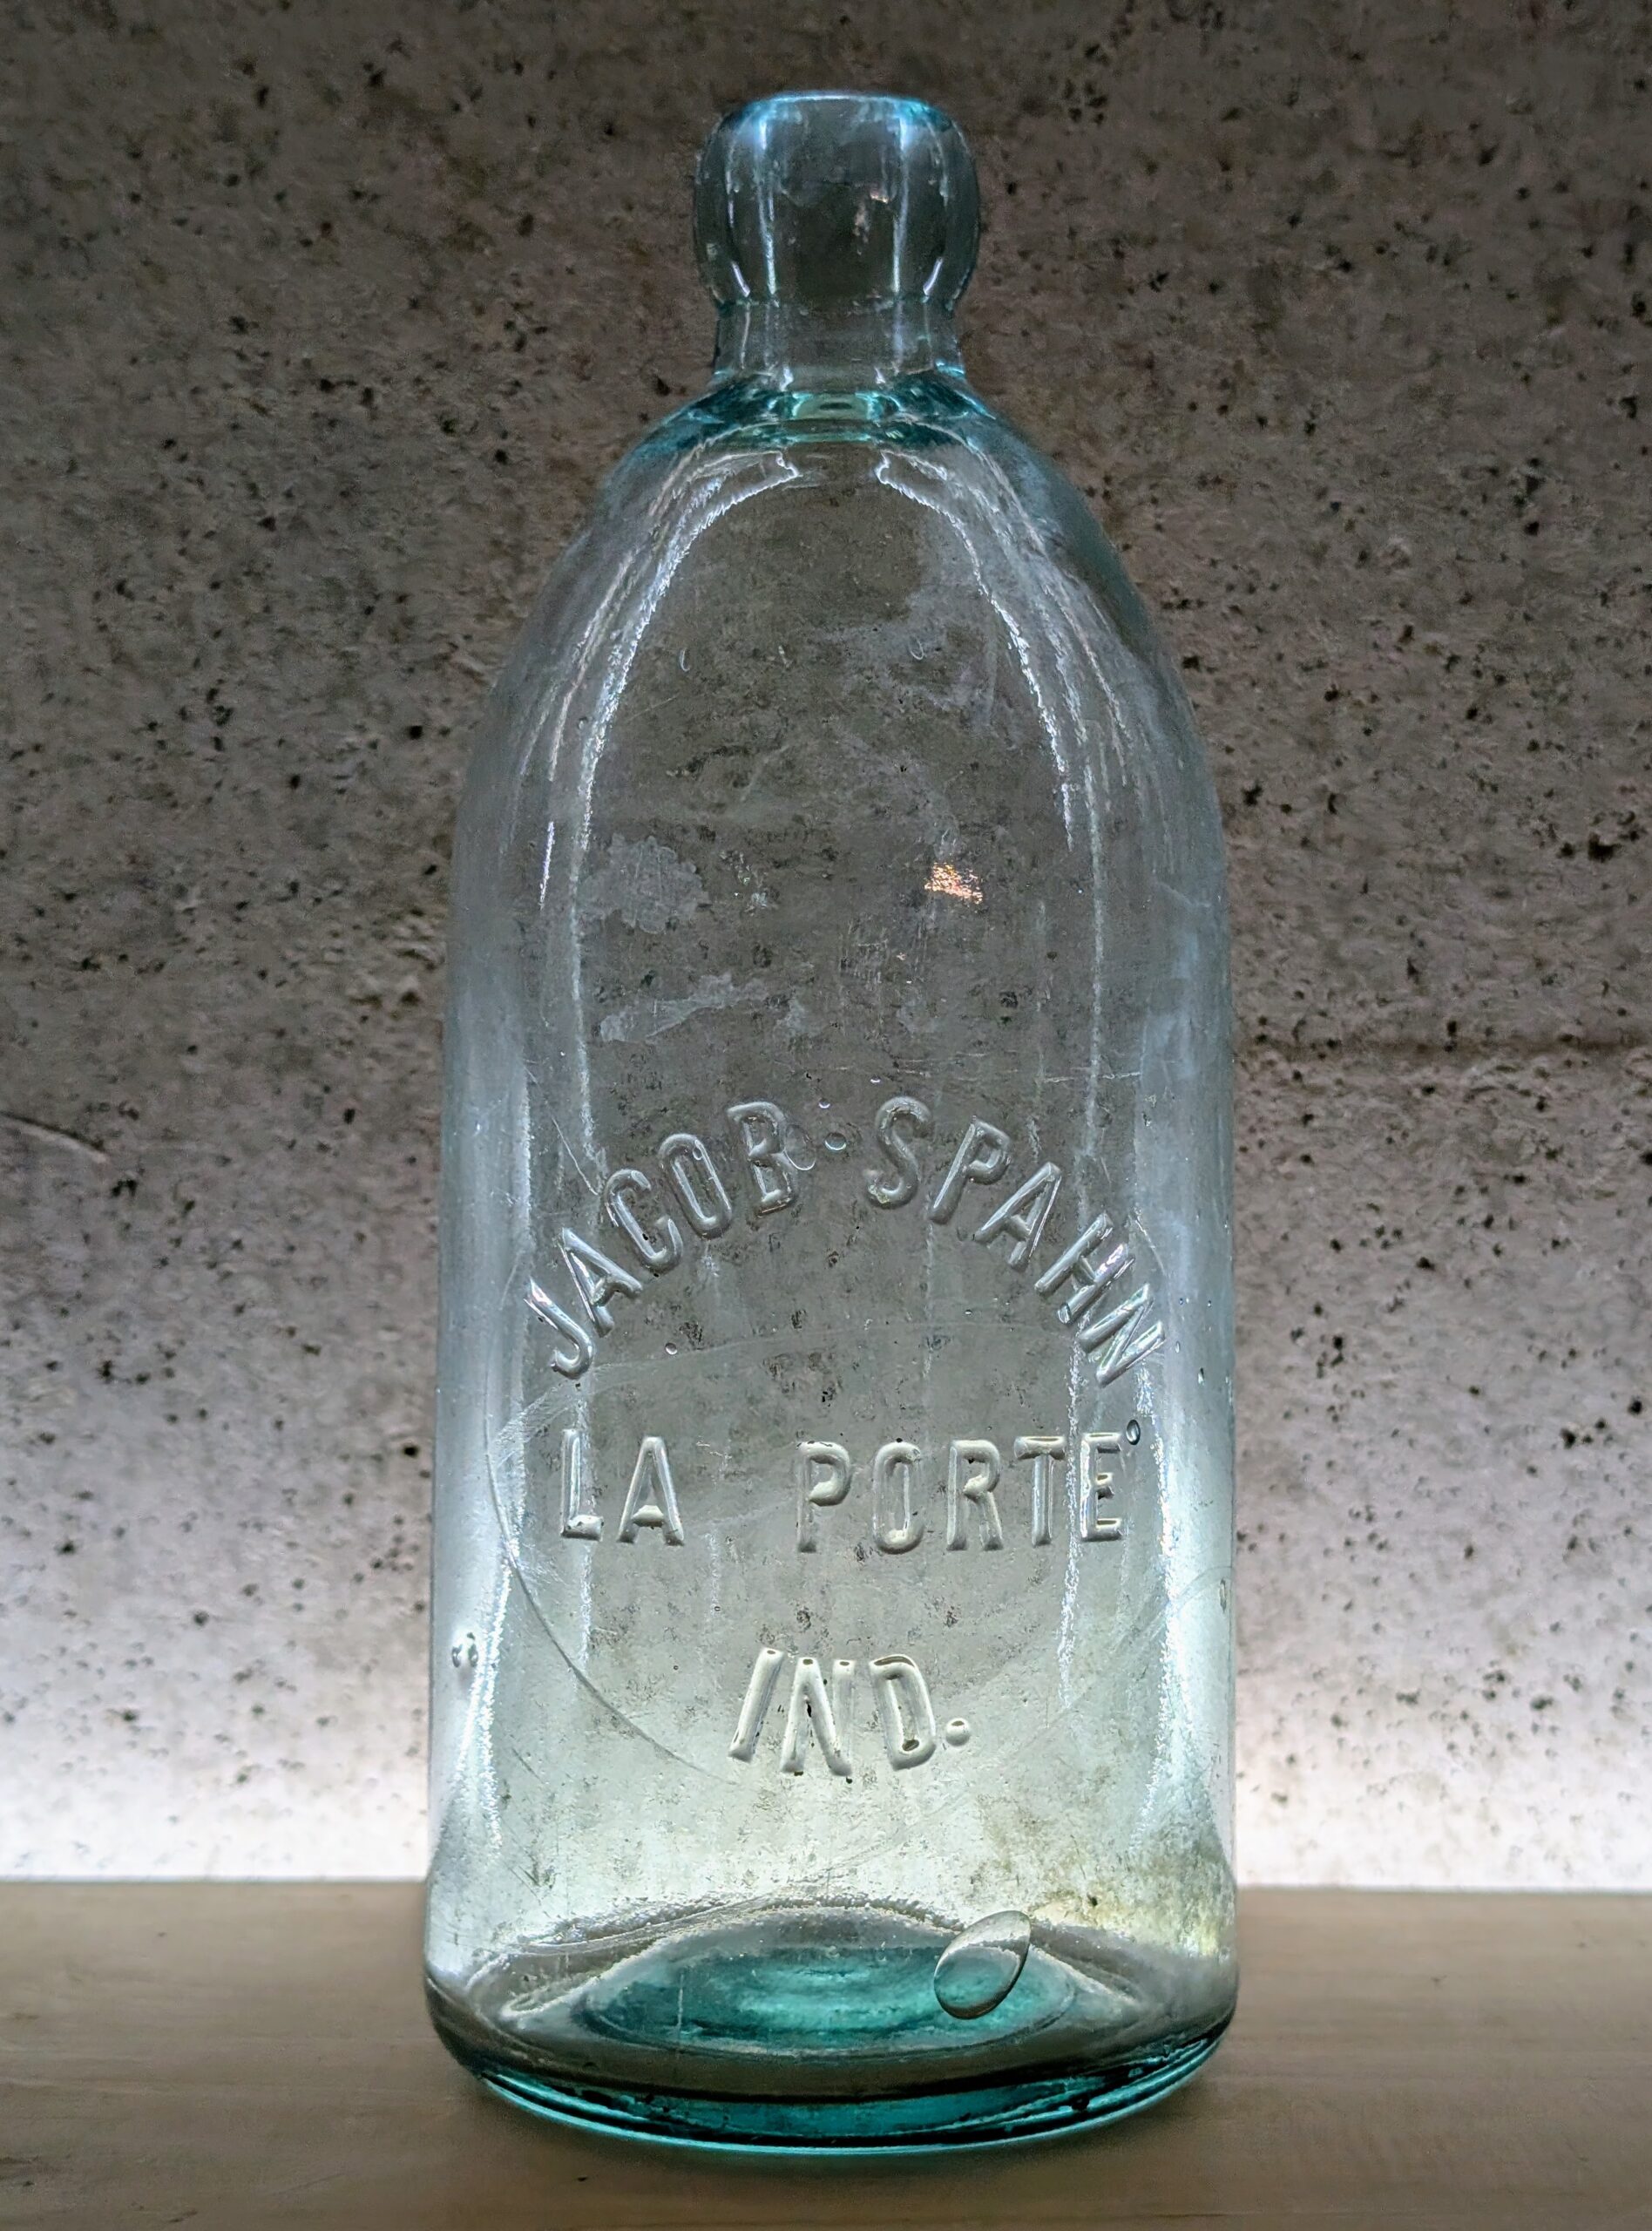 JACOB SPAHN
LA PORTE
IND.